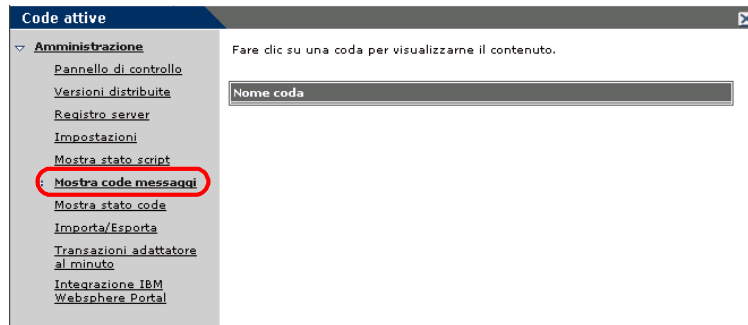 Code attive
Amministrazione
Fare clic su una coda per visualizzarne il contenuto.
Pannello di controllo
Versioni distribuite
Nome coda
Registro server
Impostazioni
Mostra stato script
Mostra code messaggi
Mostra stato code
Importa/Esporta
Transazioni adattatore
al minuto
Integrazione IBM
Websphere Portal